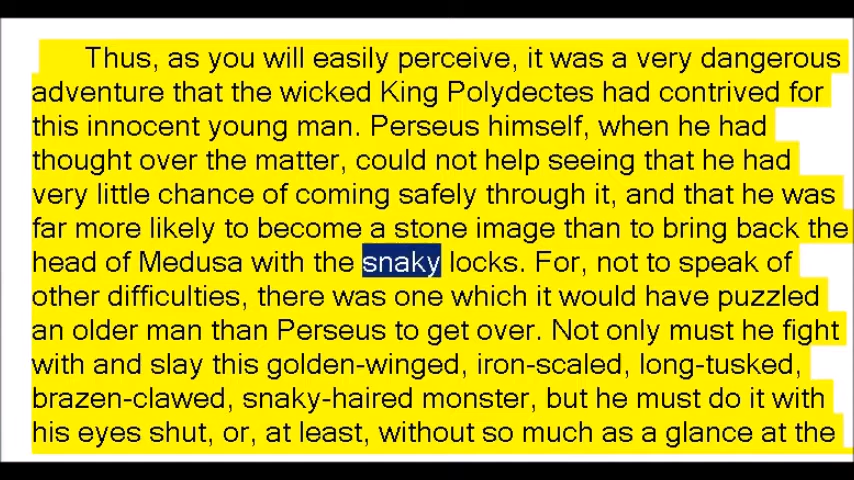 Thus, as you will easily perceive, it was a very dangerous
adventure that the wicked King Polydectes had contrived for
this innocent young man. Perseus himself, when he had
thought over the matter, could not help seeing that he had
very little chance of coming safely through it, and that he was
far more likely to become a stone image than to bring back the
head of Medusa with the snaky locks. For, not to speak of
other difficulties, there was one which it would have puzzled
an older man than Perseus to get over. Not only must he fight
with and slay this golden-winged, iron-scaled, long-tusked,
brazen-clawed, snaky-haired monster, but he must do it with
his eyes shut, or, at least, without so much as a glance at the